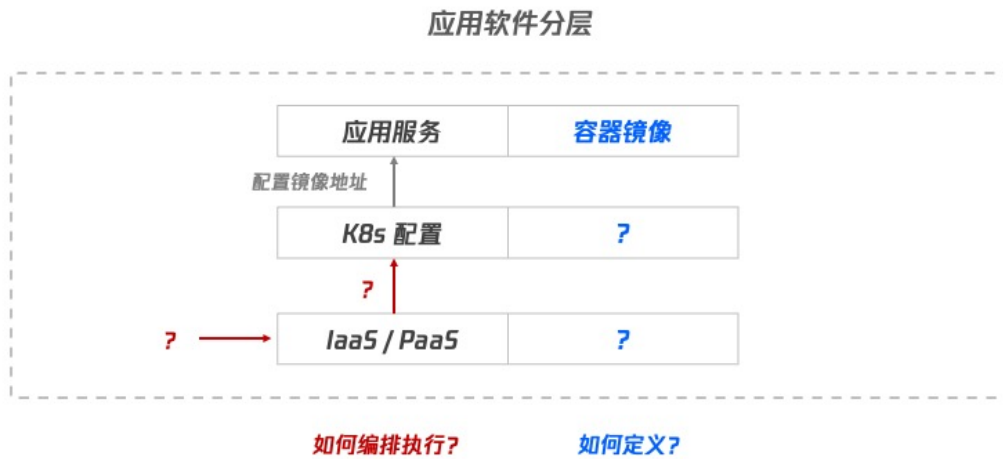 应用软件分层
应用服务 容器镜像
配置镜像地址
K8s 配置 ?
?
? IaaS / PaaS ?
如何编排执行? 如何定义?